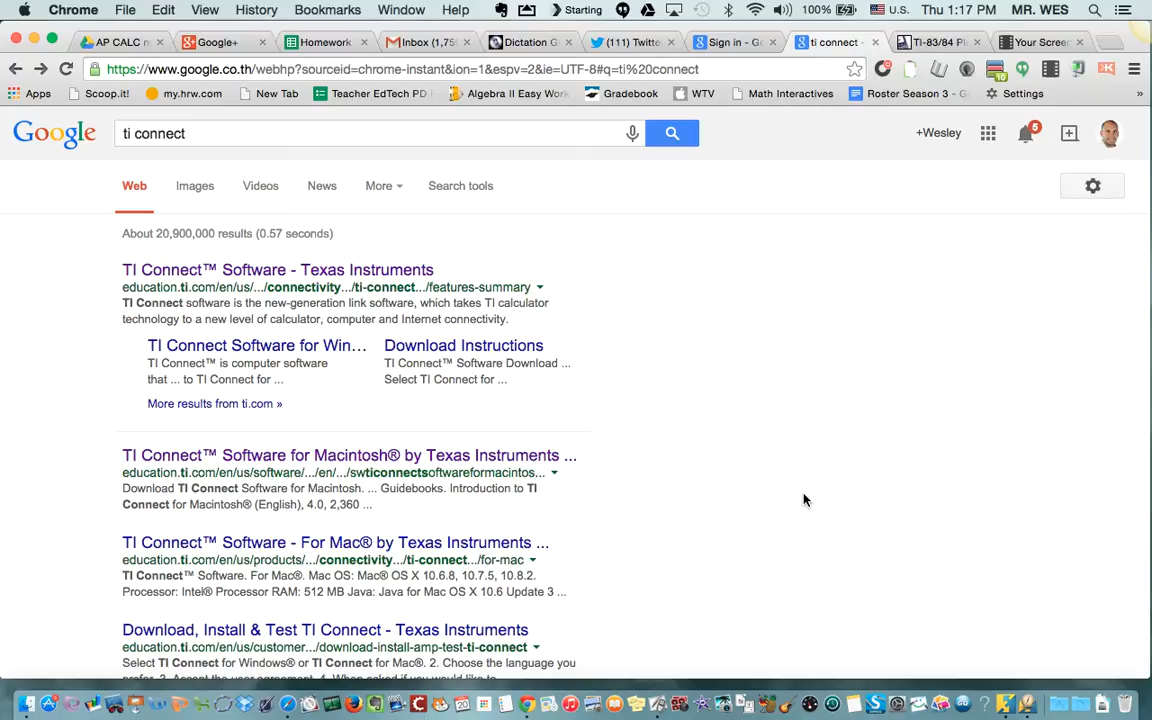 Chrome File Edit View History Bookmarks Window Help Starting 100% U.S. Thu 1:17 PM MR. WES
AP CALC Google+ Homework Inbox (1,75 Dictation G (111) Twitte Sign in - Go ti connect - TI-83/84 Pl Your Screen
https://www.google.co.th/webhp?sourceid=chrome-instant&ion=1&espv=2&ie=UTF-8#q=ti%20connect
Apps Scoop.it! my.hrw.com New Tab Teacher EdTech PD Algebra II Easy Work Gradebook WTV Math Interactives Roster Season 3 - G Settings »
Google ti connect +Wesley 5
Web Images Videos News More Search tools
About 20,900,000 results (0.57 seconds)
TI Connect™ Software - Texas Instruments
education.ti.com/en/us/.../connectivity.../ti-connect.../features-summary
TI Connect software is the new-generation link software, which takes TI calculator
technology to a new level of calculator, computer and Internet connectivity.
TI Connect Software for Win... Download Instructions
TI Connect™ is computer software TI Connect™ Software Download ...
that ... to TI Connect for ... Select TI Connect for ...
More results from ti.com »
TI Connect™ Software for Macintosh® by Texas Instruments ...
education.ti.com/en/us/software/.../en/.../swticonnectsoftwareformacintos...
Download TI Connect Software for Macintosh. ... Guidebooks. Introduction to TI
Connect for Macintosh® (English), 4.0, 2,360 ...
TI Connect™ Software - For Mac® by Texas Instruments ...
education.ti.com/en/us/products/.../connectivity.../ti-connect.../for-mac
TI Connect™ Software. For Mac®. Mac OS: Mac® OS X 10.6.8, 10.7.5, 10.8.2.
Processor: Intel® Processor RAM: 512 MB Java: Java for Mac OS X 10.6 Update 3 ...
Download, Install & Test TI Connect - Texas Instruments
education.ti.com/en/us/customer.../download-install-amp-test-ti-connect
Select TI Connect for Windows® or TI Connect for Mac®. 2. Choose the language you